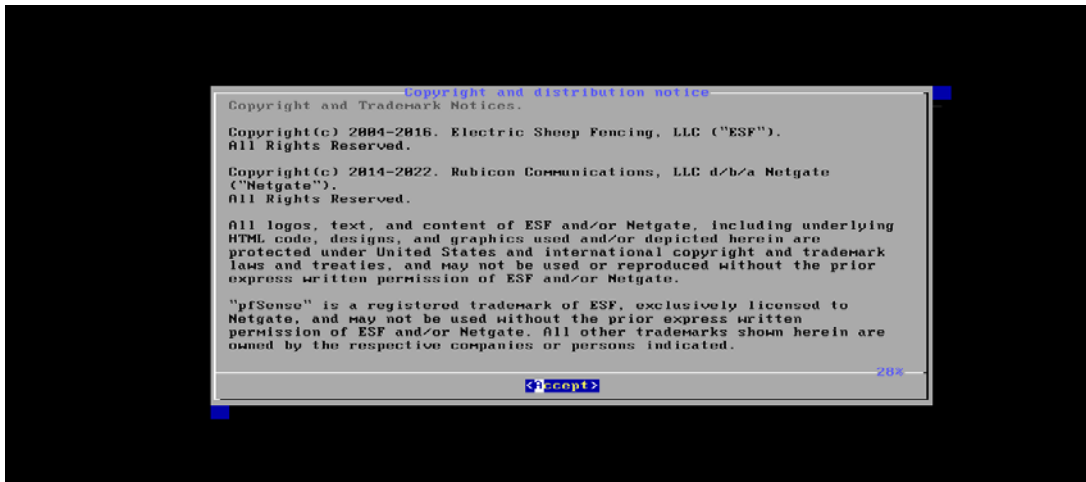 Copyright and distribution notice
Copyright and Trademark Notices.
Copyright(c) 2004-2016. Electric Sheep Fencing, LLC ("ESF").
All Rights Reserved.
Copyright(c) 2014-2022. Rubicon Communications, LLC d/b/a Netgate
("Netgate").
All Rights Reserved.
All logos, text, and content of ESF and/or Netgate, including underlying
HTML code, designs, and graphics used and/or depicted herein are
protected under United States and international copyright and trademark
laws and treaties, and may not be used or reproduced without the prior
express written permission of ESF and/or Netgate.
"pfSense" is a registered trademark of ESF, exclusively licensed to
Netgate, and may not be used without the prior express written
permission of ESF and/or Netgate. All other trademarks shown herein are
owned by the respective companies or persons indicated.
28%
<Accept>